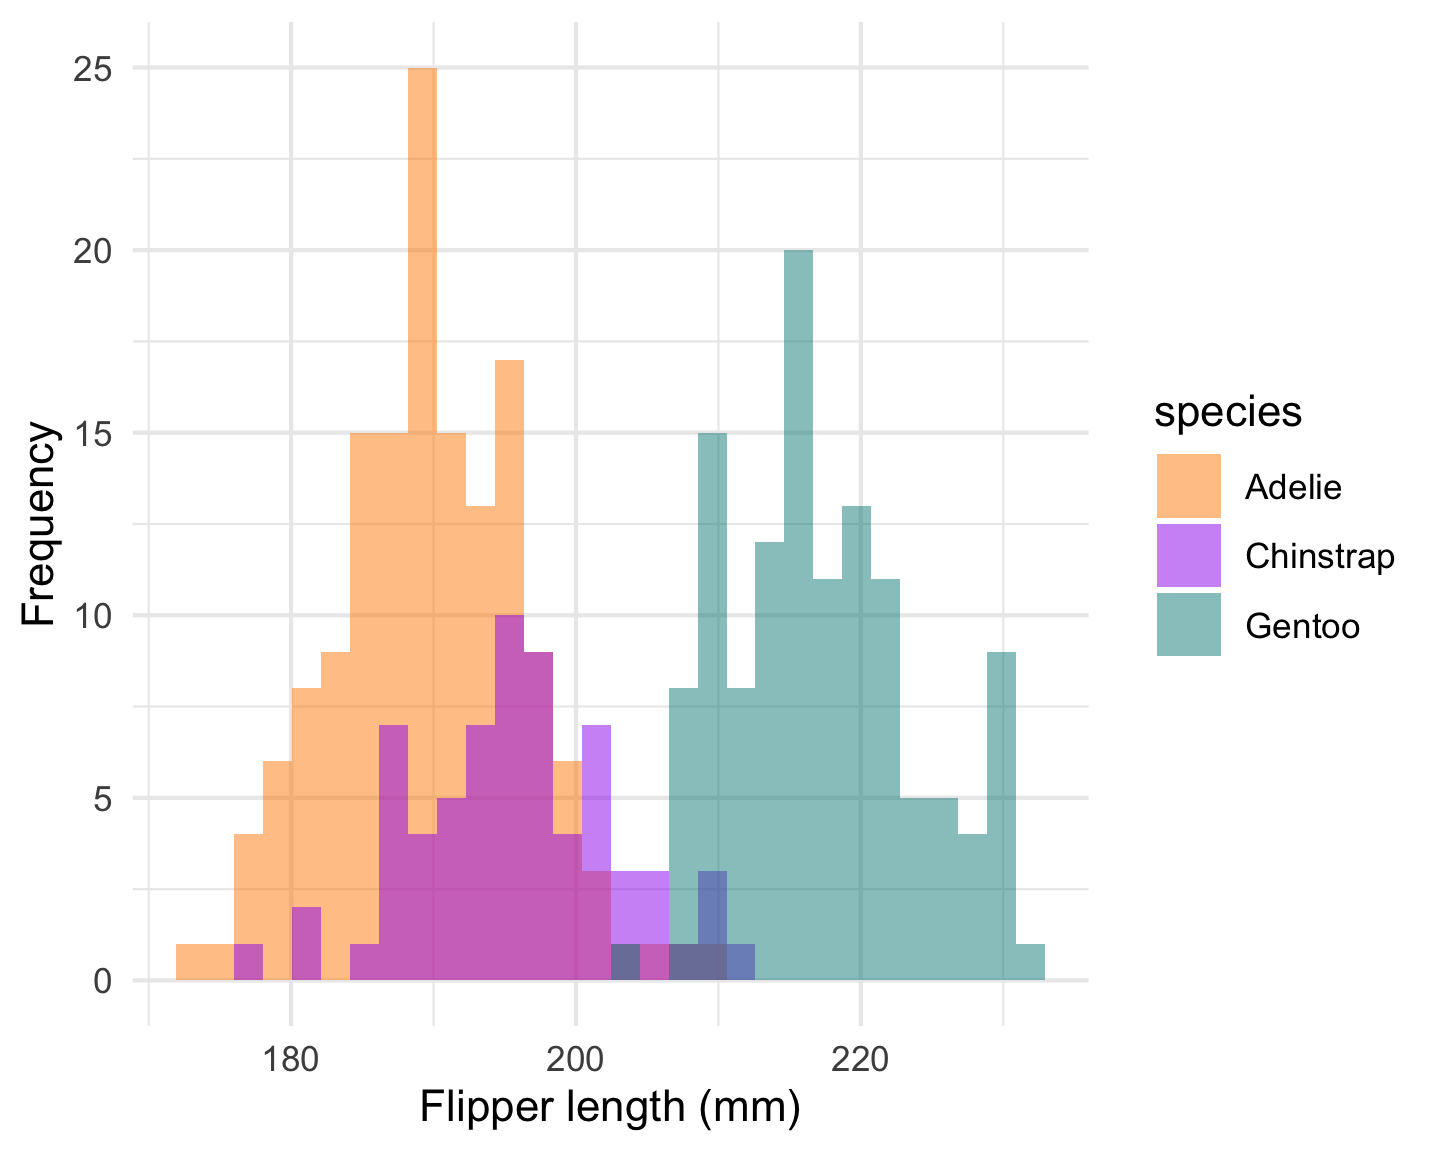 25
20
15
10
5
0
Frequency
180
200
220
Flipper length (mm)
species
Adelie
Chinstrap
Gentoo